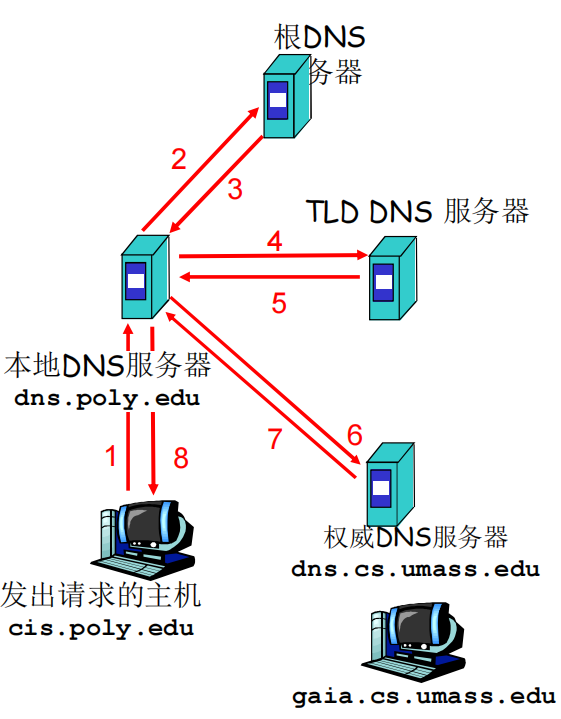 根DNS
务器
2
3
TLD DNS 服务器
4
5
本地DNS服务器
dns.poly.edu
7
6
1
8
权威DNS服务器
dns.cs.umass.edu
发出请求的主机
cis.poly.edu
gaia.cs.umass.edu